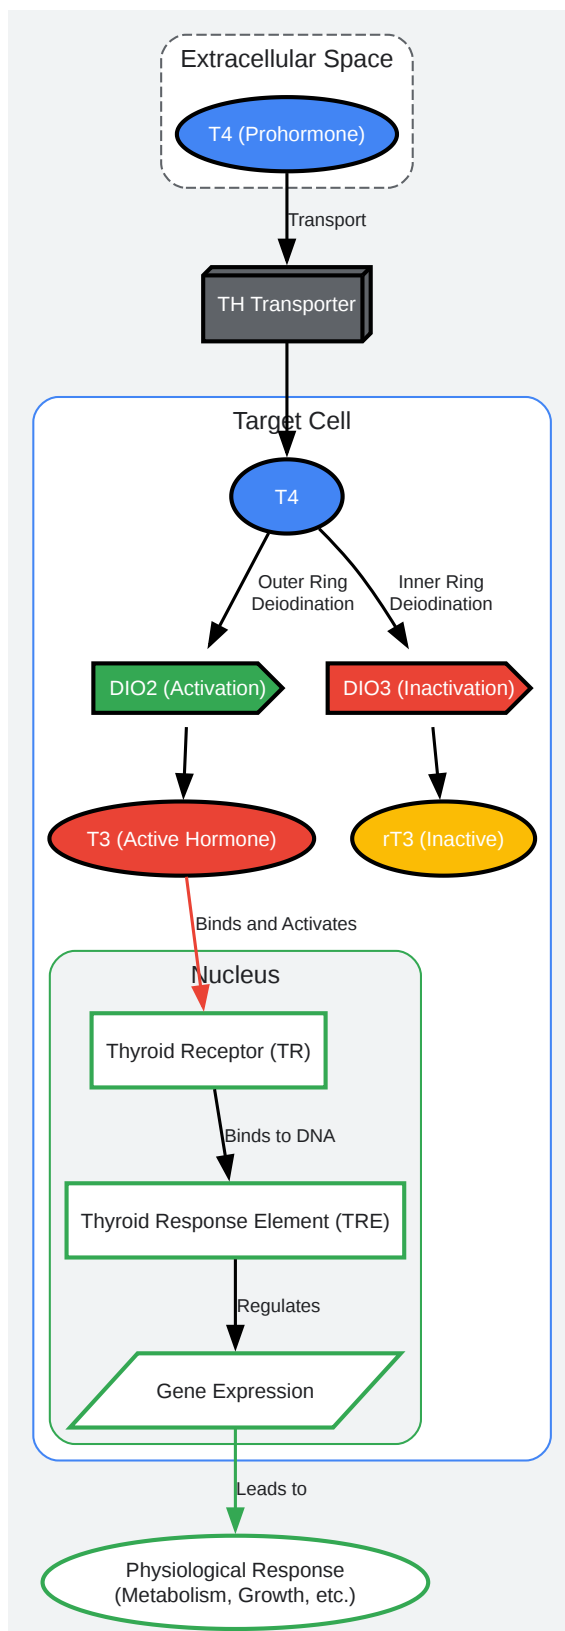 Extracellular Space
T4 (Prohormone)
Transport
TH Transporter
Target Cell
T4
Outer Ring
Deiodination
Inner Ring
Deiodination
DIO2 (Activation)
DIO3 (Inactivation)
T3 (Active Hormone)
rT3 (Inactive)
Binds and Activates
Nucleus
Thyroid Receptor (TR)
Binds to DNA
Thyroid Response Element (TRE)
Regulates
Gene Expression
Leads to
Physiological Response
(Metabolism, Growth, etc.)